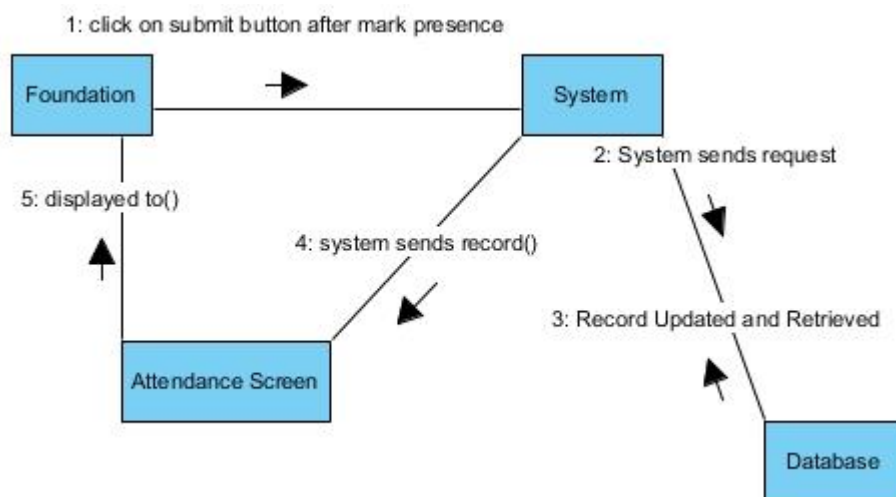 1: click on submit button after mark presence
Foundation
System
2: System sends request
5: displayed to()
4: system sends record()
3: Record Updated and Retrieved
Attendance Screen
Database